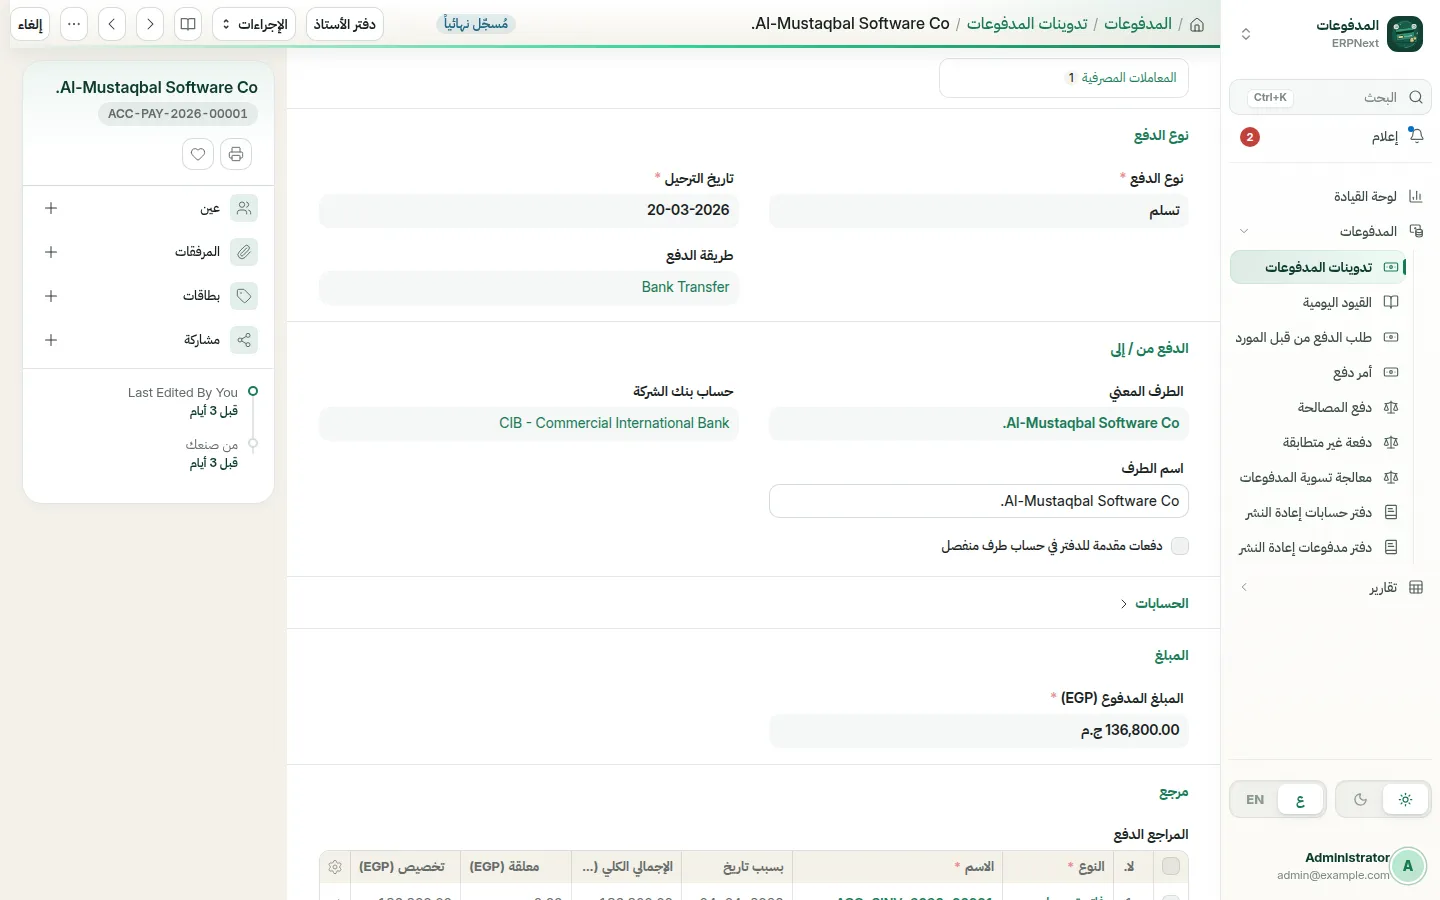 المدفوعات
ERPNext
البحث
Ctrl+K
إعلام
2
لوحة القيادة
المدفوعات
تدوينات المدفوعات
القيود اليومية
طلب الدفع من قبل المورد
أمر دفع
دفع المصالحة
دفعة غير متطابقة
معالجة تسوية المدفوعات
دفتر حسابات إعادة النشر
دفتر مدفوعات إعادة النشر
تقارير
EN
ع
Administrator
admin@example.com
A
المدفوعات / تدوينات المدفوعات / Al-Mustaqbal Software Co.
مُسجّل نهائياً
دفتر الأستاذ
الإجراءات
إلغاء
المعاملات المصرفية 1
نوع الدفع
نوع الدفع *
تسلم
تاريخ الترحيل *
20-03-2026
طريقة الدفع
Bank Transfer
الدفع من / إلى
الطرف المعني
Al-Mustaqbal Software Co.
حساب بنك الشركة
CIB - Commercial International Bank
اسم الطرف
Al-Mustaqbal Software Co.
دفعات مقدمة للدفتر في حساب طرف منفصل
الحسابات
المبلغ
المبلغ المدفوع (EGP) *
136,800.00 ج.م
مرجع
المراجع الدفع
لا. النوع * الاسم * بسبب تاريخ الإجمالي الكلي (... معلقة (EGP) تخصيص (EGP)
Al-Mustaqbal Software Co.
ACC-PAY-2026-00001
عين
المرفقات
بطاقات
مشاركة
Last Edited By You
قبل 3 أيام
من صنعك
قبل 3 أيام